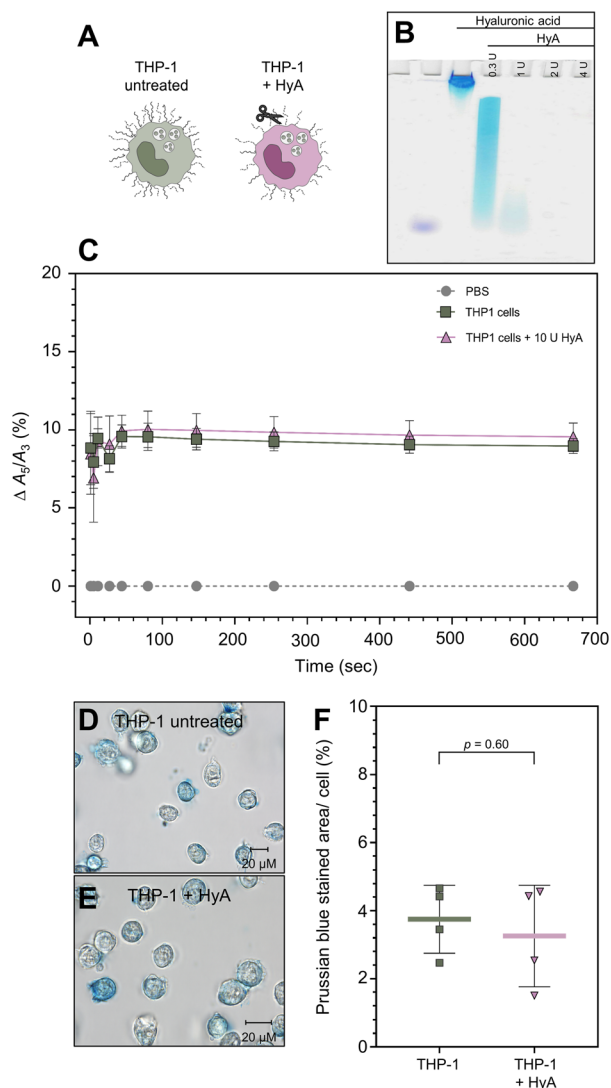 A
THP-1
untreated
THP-1
+ HyA
B
Hyaluronic acid
HyA
0.3 U
1 U
2 U
4 U
C
20
15
10
5
0
Δ A5/A3 (%)
PBS
THP1 cells
THP1 cells + 10 U HyA
0 100 200 300 400 500 600 700
Time (sec)
D
THP-1 untreated
20 µM
E
THP-1 + HyA
20 µM
F
10
8
6
4
2
0
Prussian blue stained area/ cell (%)
p = 0.60
THP-1
THP-1
+ HyA